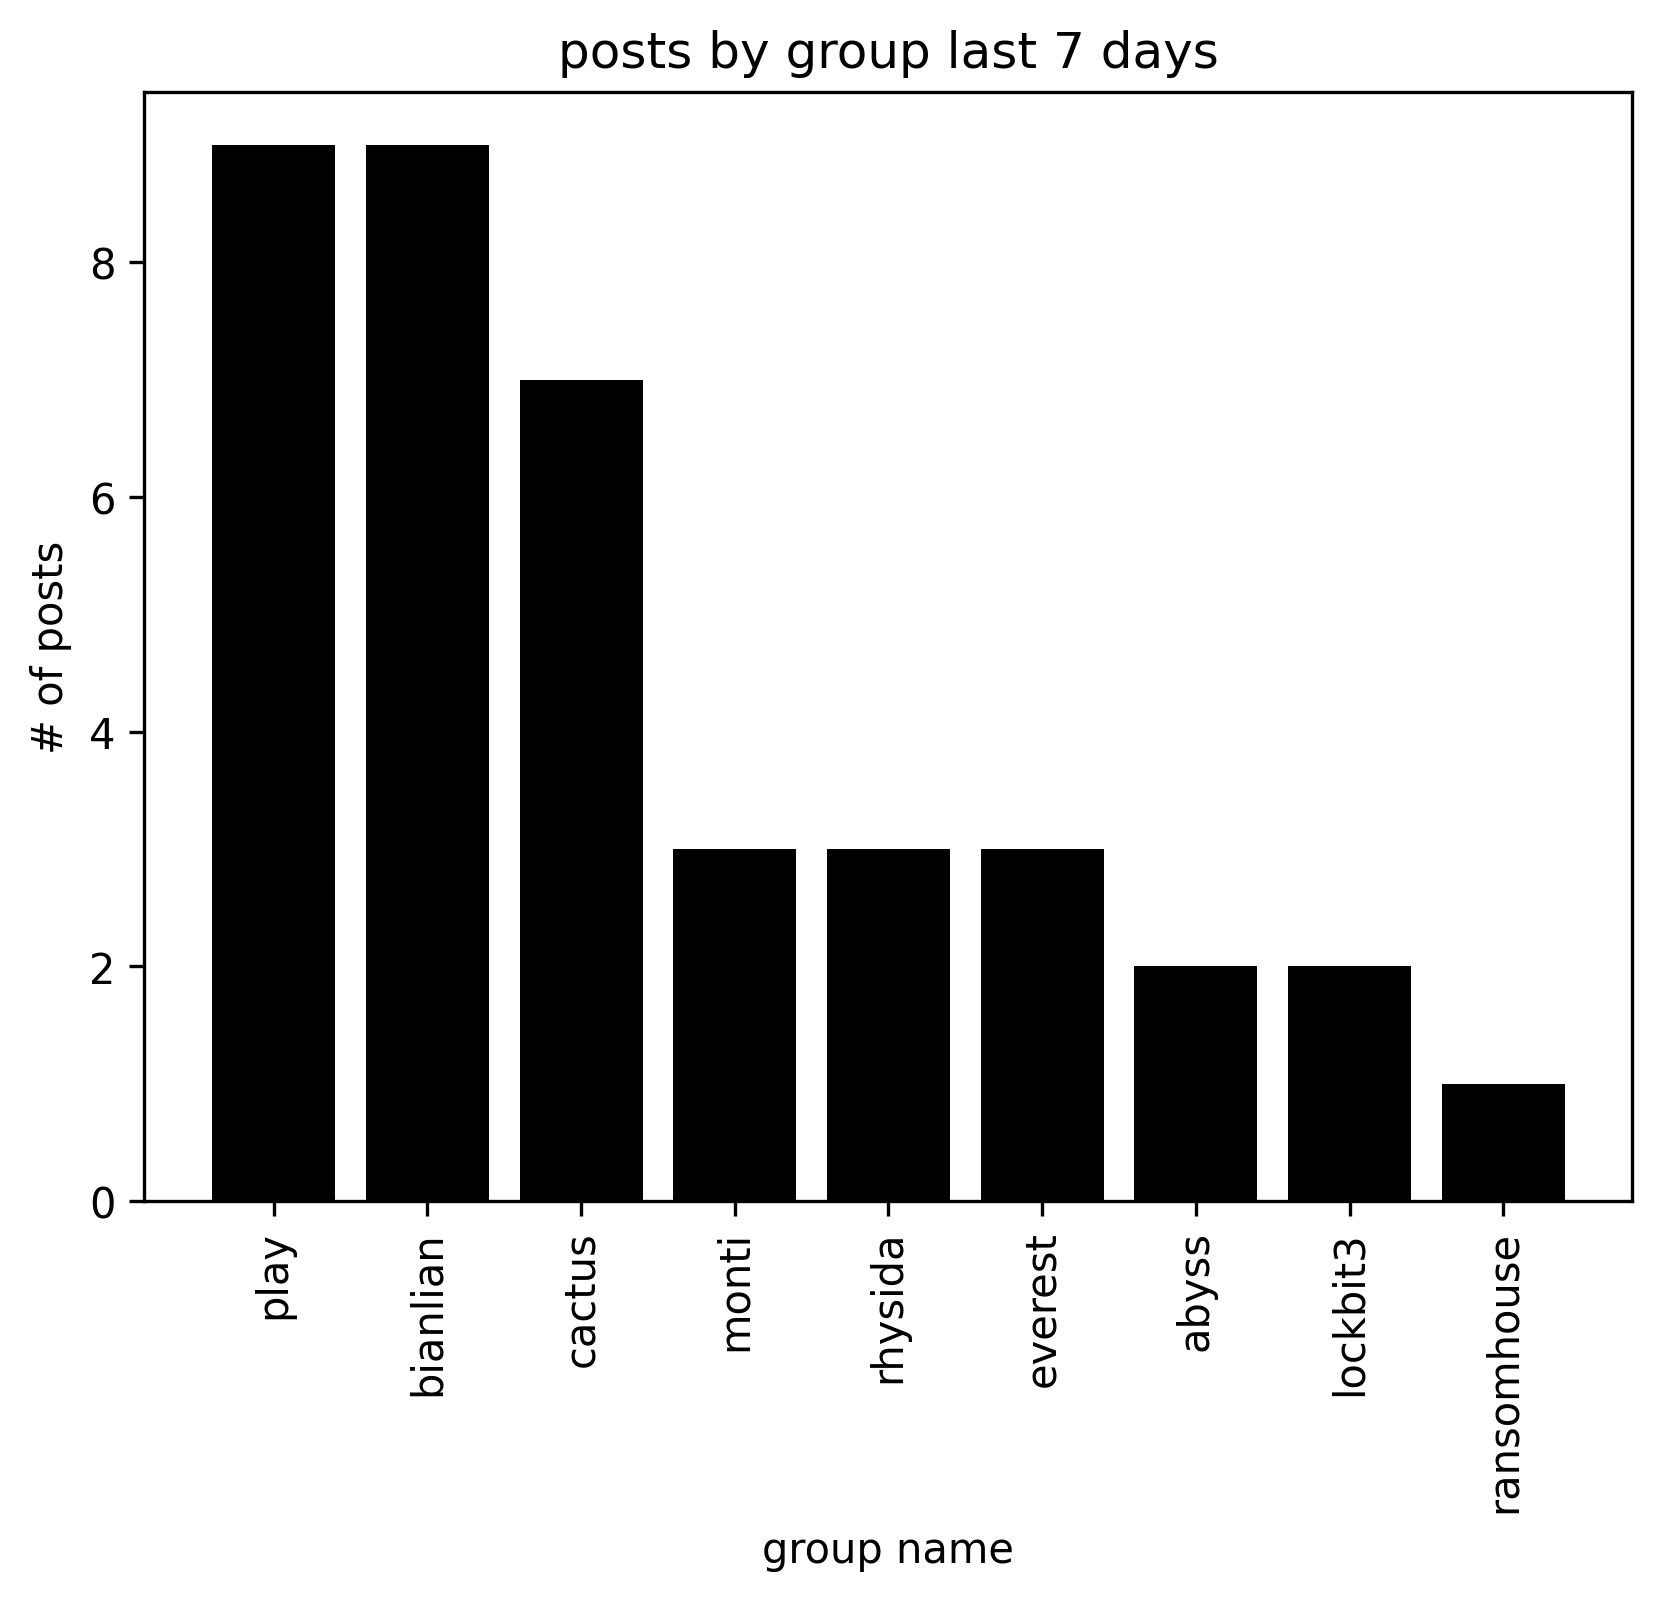 posts by group last 7 days
# of posts
8
6
4
2
0
play
bianlian
cactus
monti
rhysida
everest
abyss
lockbit3
ransomhouse
group name